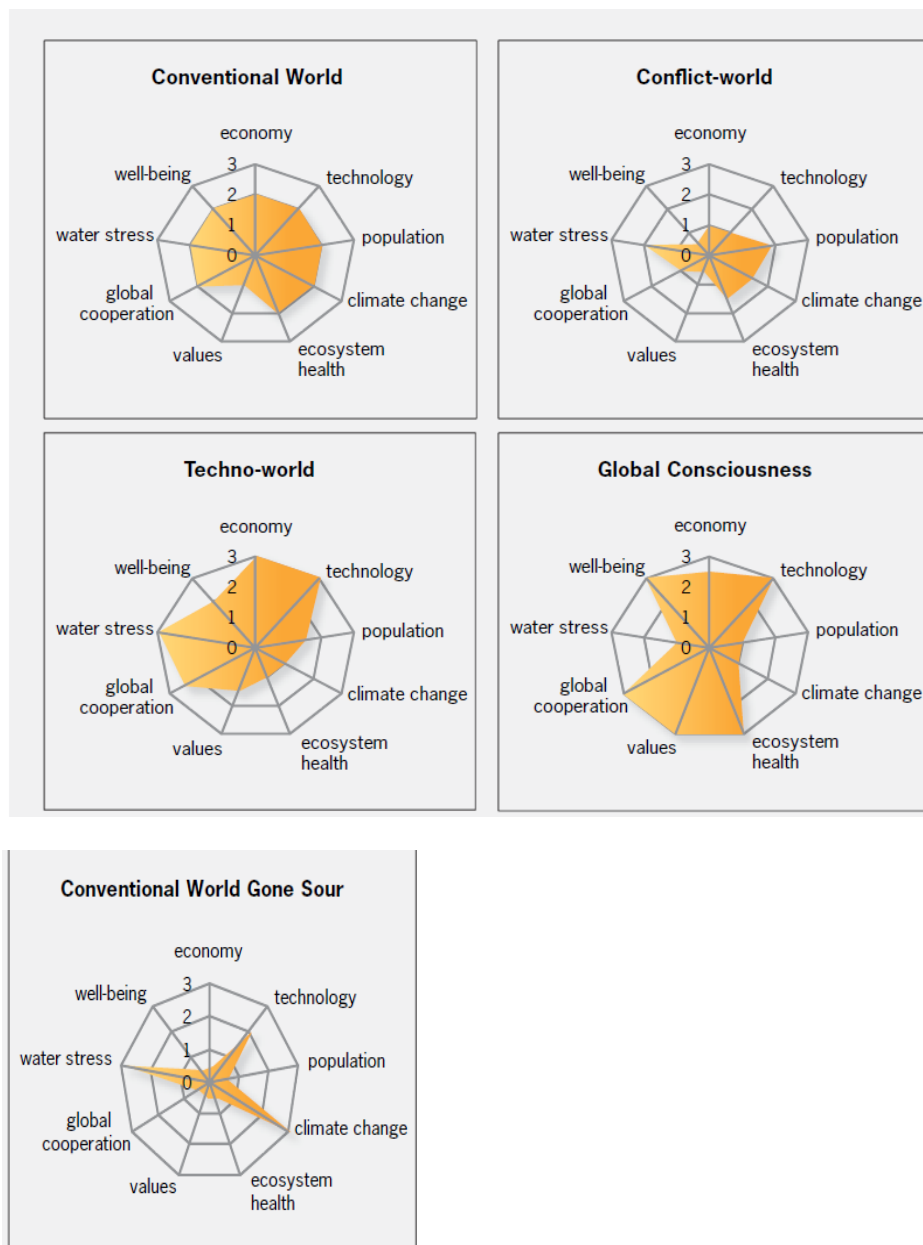 Conventional World
economy
3
well-being
technology
2
1
water stress
population
0
global
cooperation
climate change
values
ecosystem
health
Conflict-world
economy
3
well-being
technology
2
1
water stress
population
0
global
cooperation
climate change
values
ecosystem
health
Techno-world
economy
3
well-being
technology
2
1
water stress
population
0
global
cooperation
climate change
values
ecosystem
health
Global Consciousness
economy
3
well-being
technology
2
1
water stress
population
0
global
cooperation
climate change
values
ecosystem
health
Conventional World Gone Sour
economy
3
well-being
technology
2
1
water stress
population
0
global
cooperation
climate change
values
ecosystem
health